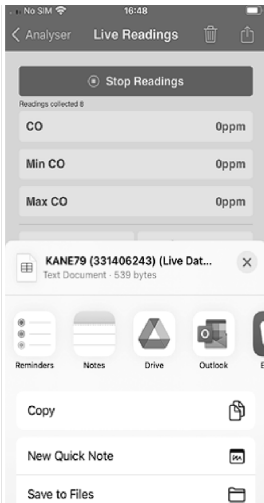 No SIM 16:48
Analyser Live Readings
Stop Readings
Readings collected 8
CO 0ppm
Min CO 0ppm
Max CO 0ppm
KANE79 (331406243) (Live Dat...
Text Document - 539 bytes
Reminders Notes Drive Outlook
Copy
New Quick Note
Save to Files